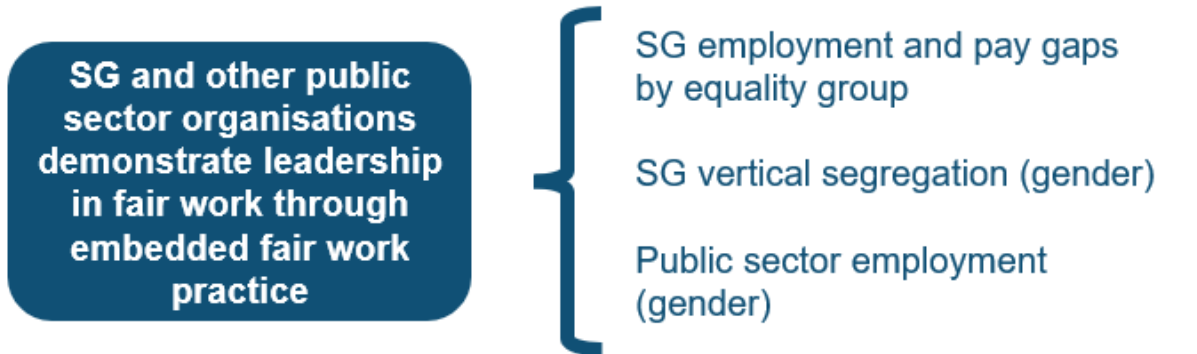 SG and other public
sector organisations
demonstrate leadership
in fair work through
embedded fair work
practice
SG employment and pay gaps
by equality group
SG vertical segregation (gender)
Public sector employment
(gender)